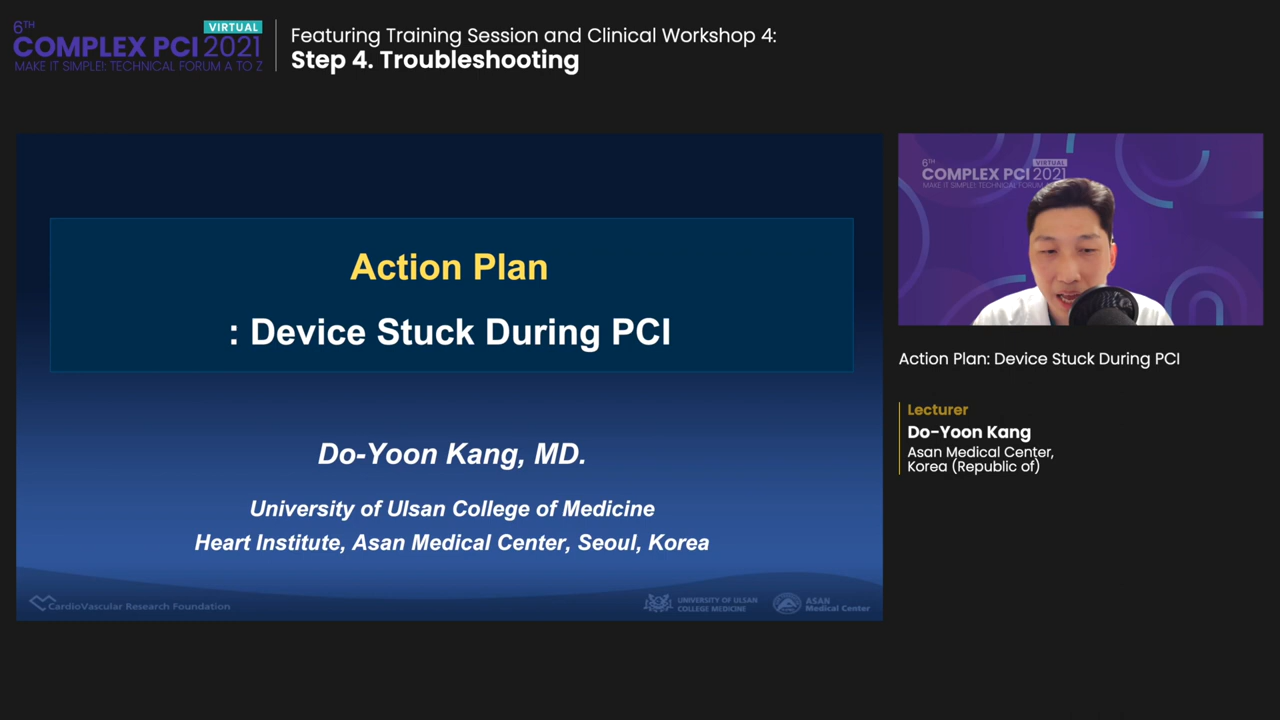 6TH
VIRTUAL
COMPLEX PCI 2021
MAKE IT SIMPLE!: TECHNICAL FORUM A TO Z
Featuring Training Session and Clinical Workshop 4:
Step 4. Troubleshooting
Action Plan
: Device Stuck During PCI
Do-Yoon Kang, MD.
University of Ulsan College of Medicine
Heart Institute, Asan Medical Center, Seoul, Korea
CardioVascular Research Foundation
UNIVERSITY OF ULSAN
COLLEGE MEDICINE
ASAN
Medical Center
6TH
VIRTUAL
COMPLEX PCI 2021
MAKE IT SIMPLE!: TECHNICAL FORUM
Action Plan: Device Stuck During PCI
Lecturer
Do-Yoon Kang
Asan Medical Center,
Korea (Republic of)